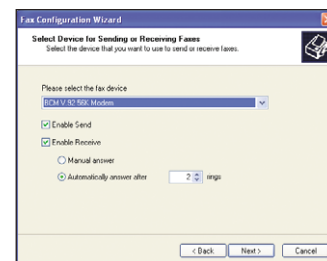 Fax Configuration Wizard
Select Device for Sending or Receiving Faxes
Select the device that you want to use to send or receive faxes.
Please select the fax device
BCM V.92 56K Modem
Enable Send
Enable Receive
Manual answer
Automatically answer after 2 rings
< Back Next > Cancel